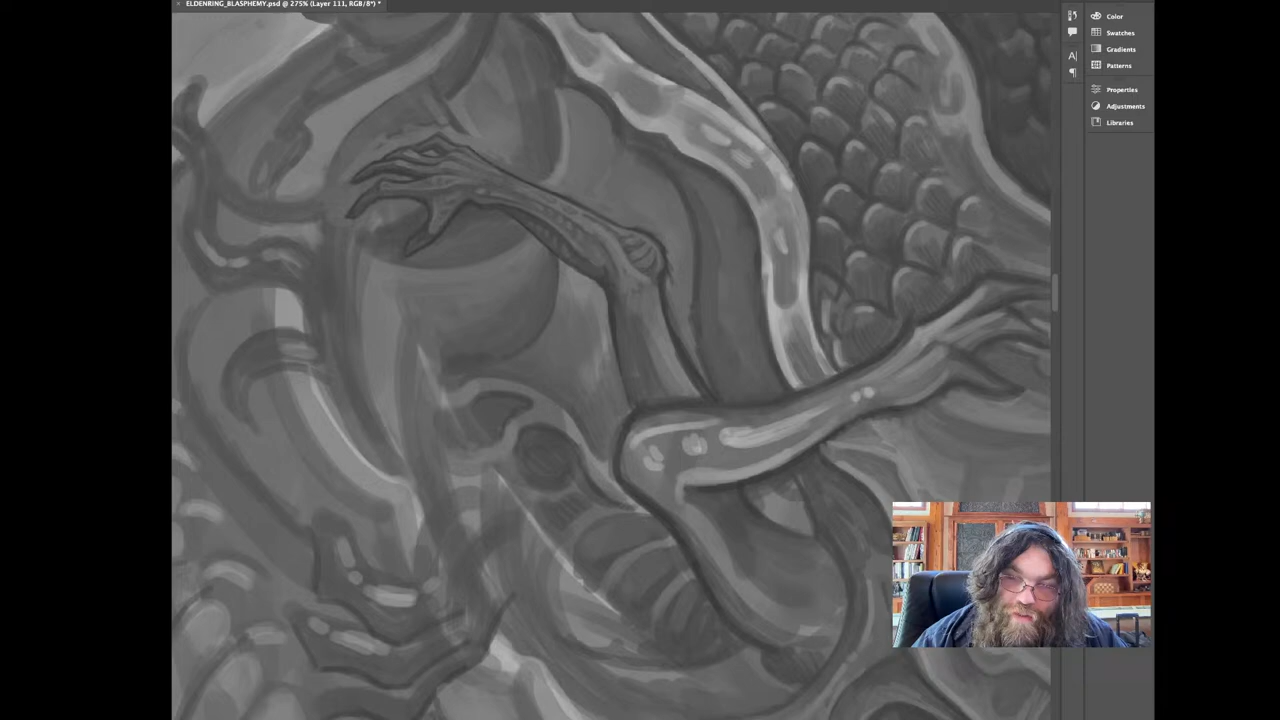 × ELDENRING_BLASPHEMY.psd @ 275% (Layer 111, RGB/8*) *
Color
Swatches
Gradients
Patterns
Properties
Adjustments
Libraries